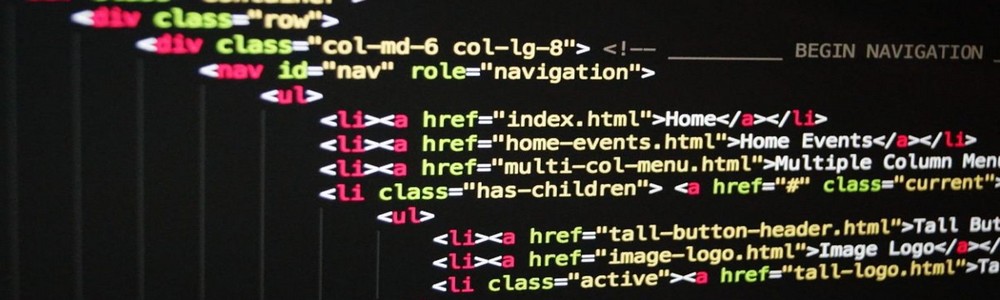 <div class="row">
<div class="col-md-6 col-lg-8"> <!-- ________ BEGIN NAVIGATION
<nav id="nav" role="navigation">
<ul>
<li><a href="index.html">Home</a></li>
<li><a href="home-events.html">Home Events</a></li>
<li><a href="multi-col-menu.html">Multiple Column Men
<li class="has-children"> <a href="#" class="current">
<ul>
<li><a href="tall-button-header.html">Tall But
<li><a href="image-logo.html">Image Logo</a></
<li class="active"><a href="tall-logo.html">Ta